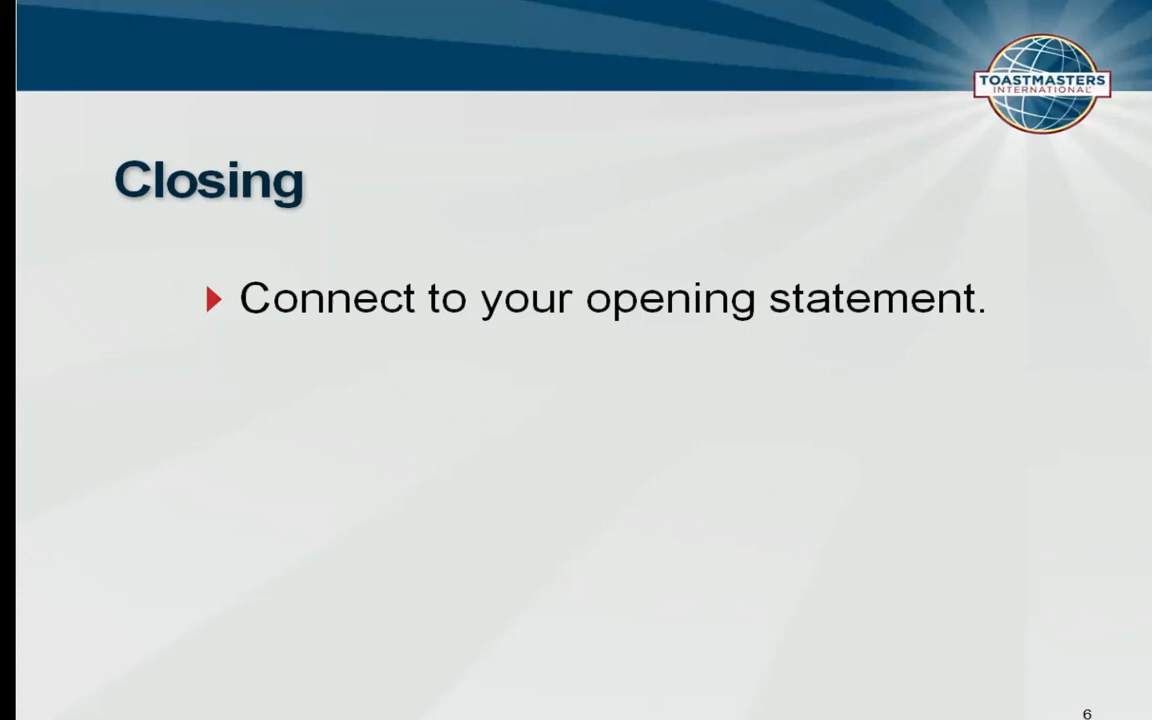 TOASTMASTERS
INTERNATIONAL
Closing
Connect to your opening statement.
6